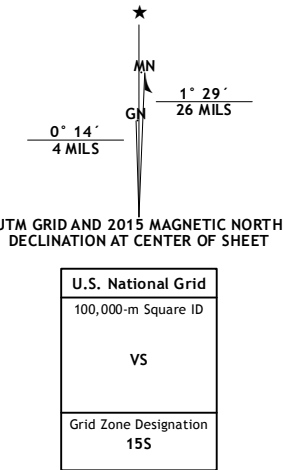 ★
MN
1° 29´
26 MILS
GN
0° 14´
4 MILS
UTM GRID AND 2015 MAGNETIC NORTH
DECLINATION AT CENTER OF SHEET
U.S. National Grid
100,000-m Square ID
VS
Grid Zone Designation
15S